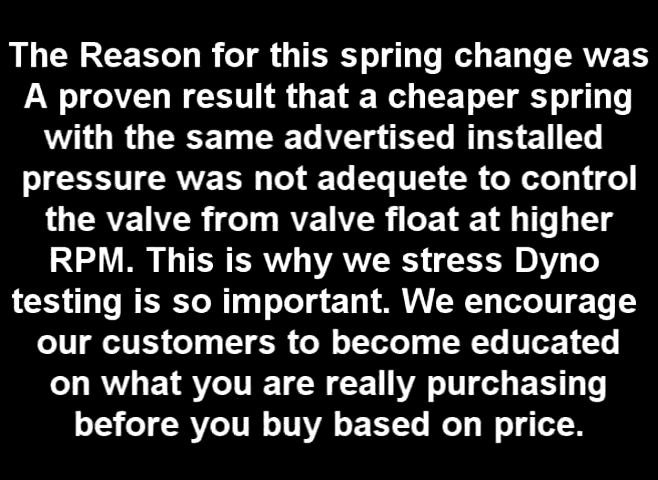 The Reason for this spring change was
A proven result that a cheaper spring
with the same advertised installed
pressure was not adequete to control
the valve from valve float at higher
RPM. This is why we stress Dyno
testing is so important. We encourage
our customers to become educated
on what you are really purchasing
before you buy based on price.